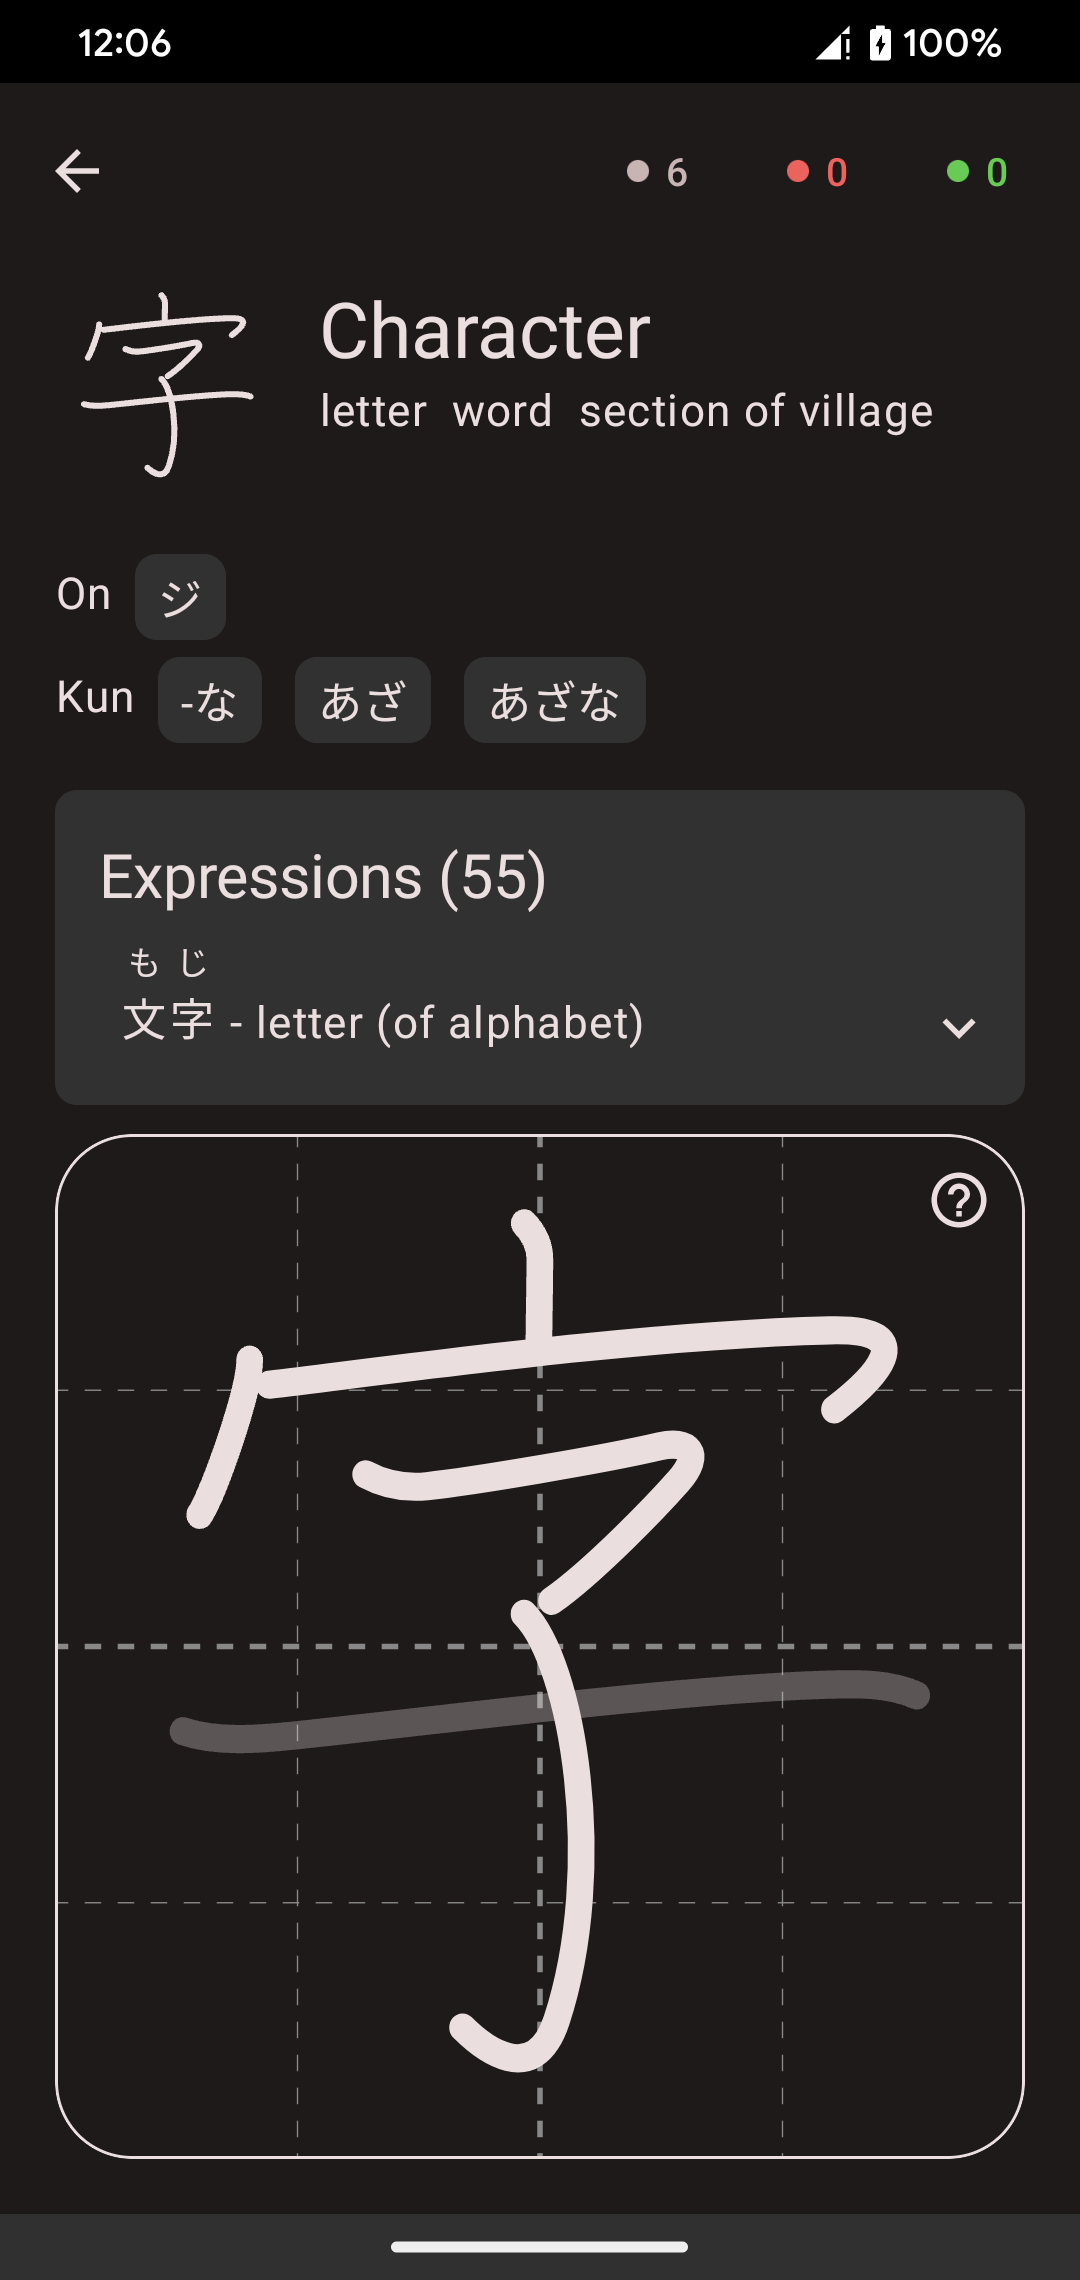 12:06 100%
6 0 0
字 Character
letter word section of village
On ジ
Kun -な あざ あざな
Expressions (55)
もじ
文字 - letter (of alphabet)
字